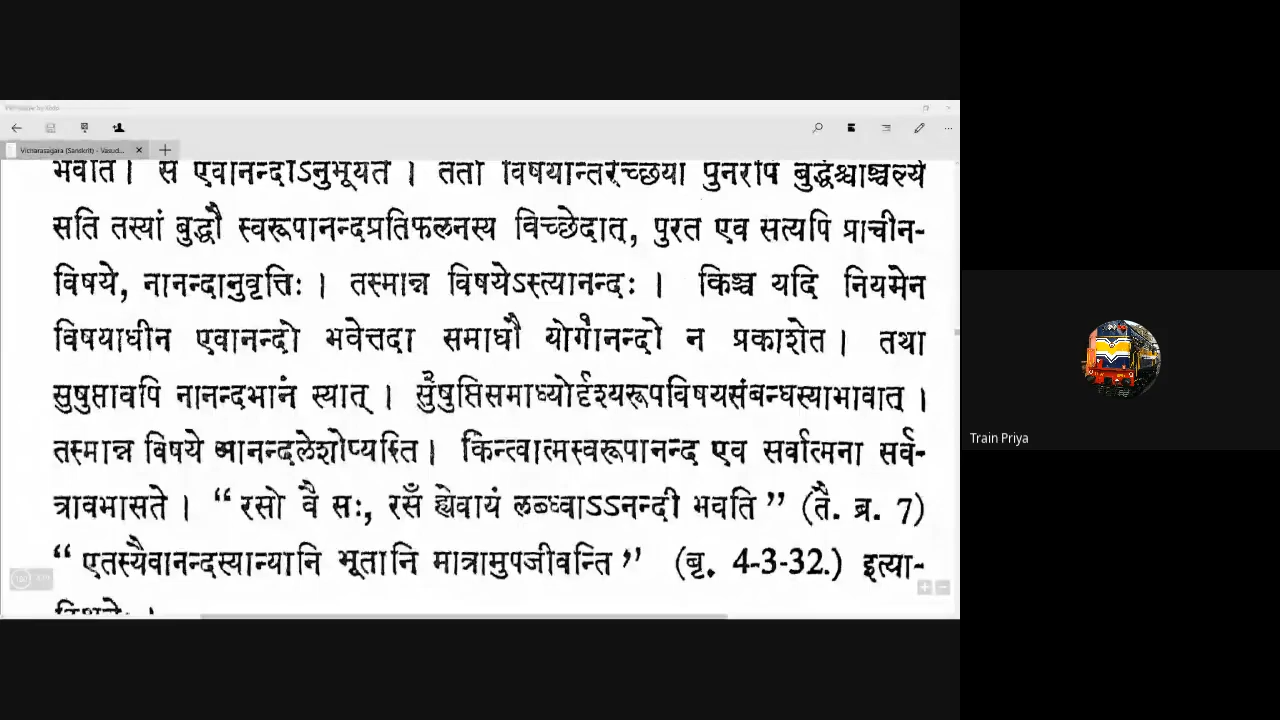 Vicharasagara (Sanskrit) - Vasud...
भवति। स एवानन्दोऽनुभूयते । ततो विषयान्तरेच्छया पुनरपि बुद्धेश्चाञ्चल्ये
सति तस्यां बुद्धौ स्वरूपानन्दप्रतिफलनस्य विच्छेदात्, पुरत एव सत्यपि प्राचीन-
विषये, नानन्दानुवृत्तिः । तस्मान्न विषयेऽस्त्यानन्दः । किञ्च यदि नियमेन
विषयाधीन एवानन्दो भवेत्तदा समाधौ योगानन्दो न प्रकाशेत । तथा
सुषुप्तावपि नानन्दभानं स्यात् । सुषुप्तिसमाध्योर्दृश्यरूपविषयसंबन्धस्याभावात् ।
तस्मान्न विषये आनन्दलेशोप्यस्ति । किन्त्वात्मस्वरूपानन्द एव सर्वात्मना सर्व-
त्रावभासते । “ रसो वै सः, रसँ ह्येवायं लब्ध्वाऽऽनन्दी भवति ” (तै. ब्र. 7)
“ एतस्यैवानन्दस्यान्यानि भूतानि मात्रामुपजीवन्ति ” (बृ. 4-3-32.) इत्या-
Train Priya